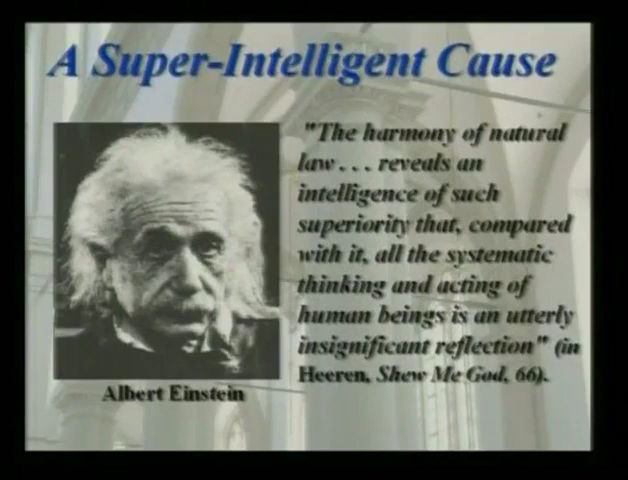 A Super-Intelligent Cause
"The harmony of natural
law . . . reveals an
intelligence of such
superiority that, compared
with it, all the systematic
thinking and acting of
human beings is an utterly
insignificant reflection" (in
Heeren, Shew Me God, 66).
Albert Einstein